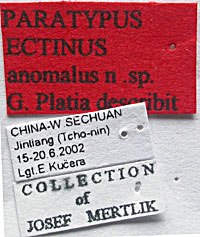 PARATYPUS
ECTINUS
anomalus n .sp.
G. Platia describit
CHINA-W SECHUAN
Jinliang (Tcho-nin)
15-20.6.2002
Lgl.E Kučera
COLLECTION
of
JOSEF MERTLIK